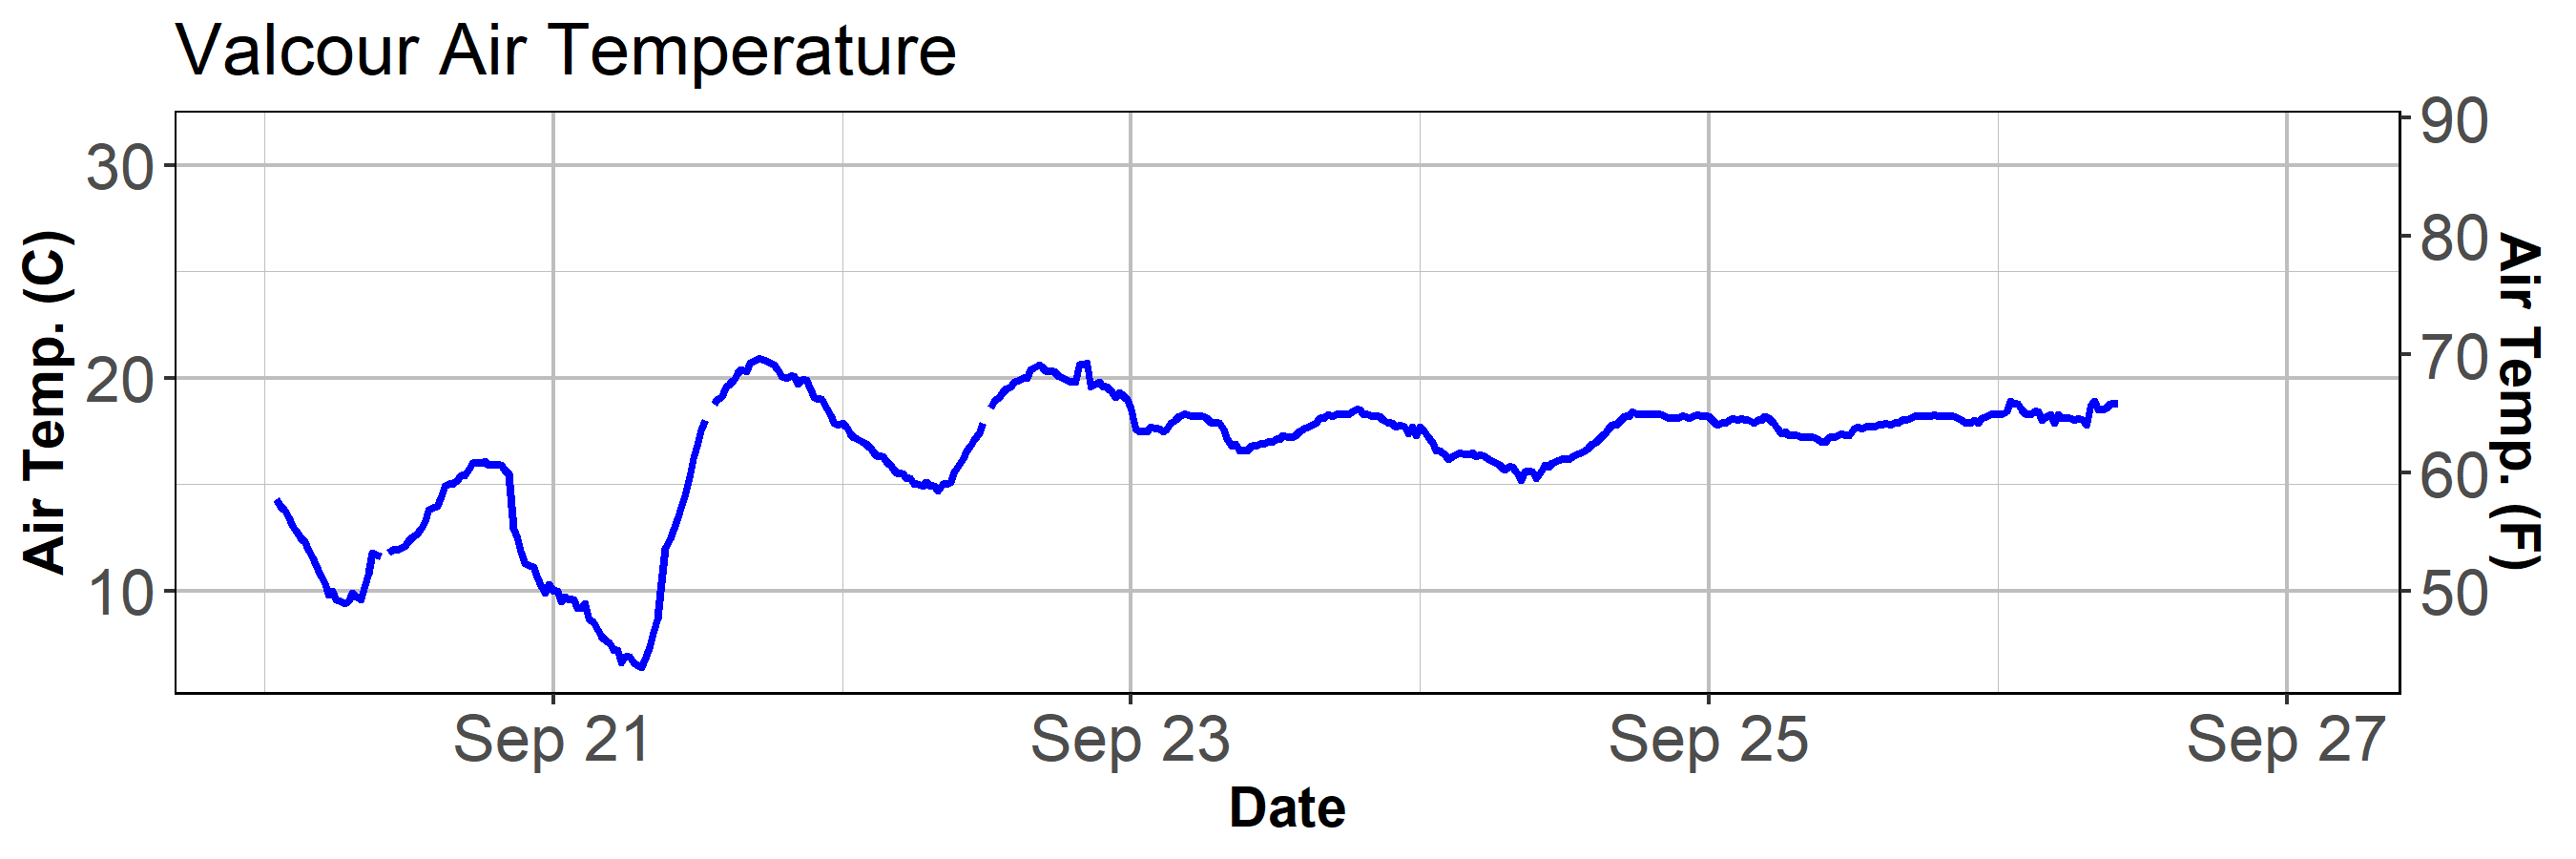 Valcour Air Temperature
Air Temp. (C)
30
20
10
90
80
70
60
50
Air Temp. (F)
Sep 21
Sep 23
Sep 25
Sep 27
Date